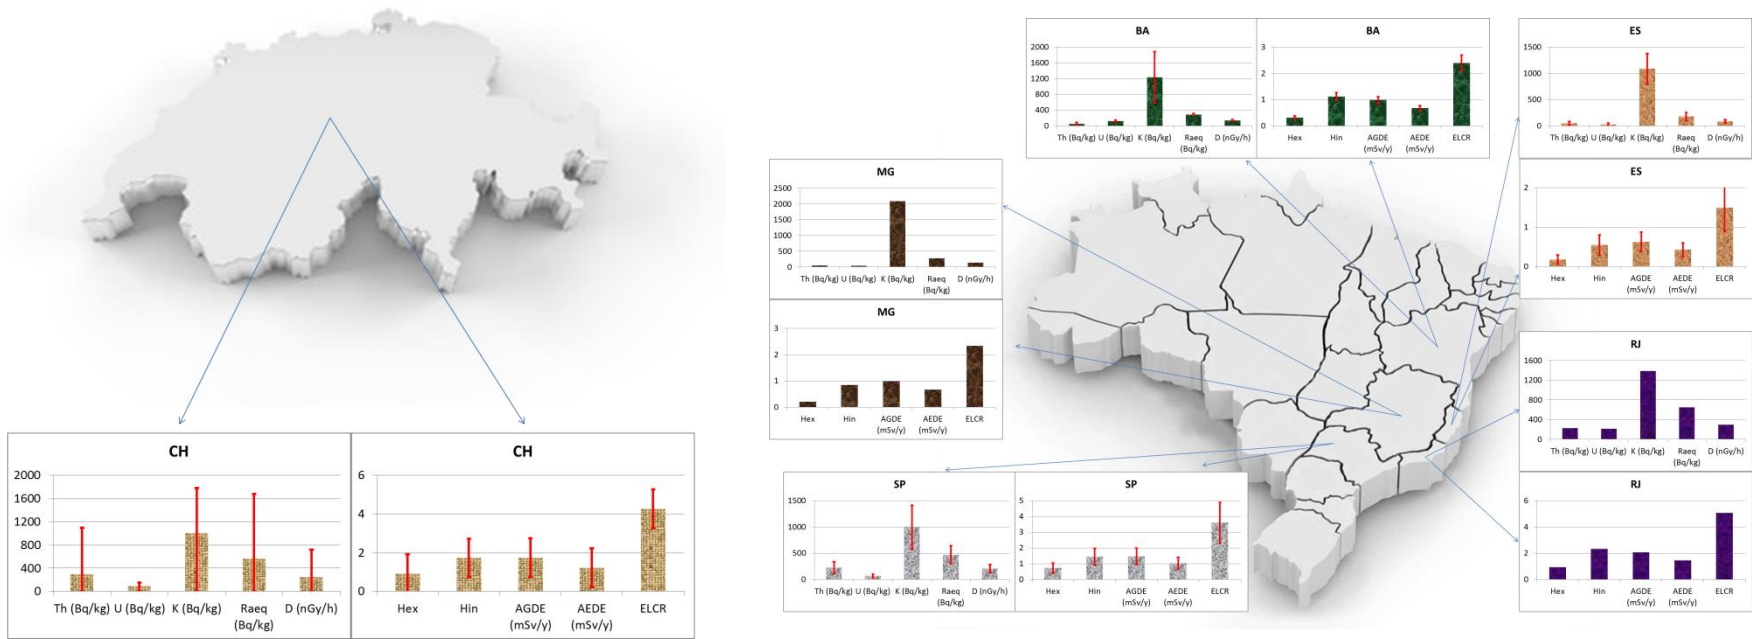 CH
2000
1600
1200
800
400
0
Th (Bq/kg) U (Bq/kg) K (Bq/kg) Raeq (Bq/kg) D (nGy/h)
CH
6
4
2
0
Hex Hin AGDE (mSv/y) AEDE (mSv/y) ELCR
MG
2500
2000
1500
1000
500
0
Th (Bq/kg) U (Bq/kg) K (Bq/kg) Raeq (Bq/kg) D (nGy/h)
MG
3
2
1
0
Hex Hin AGDE (mSv/y) AEDE (mSv/y) ELCR
SP
1500
1000
500
0
Th (Bq/kg) U (Bq/kg) K (Bq/kg) Raeq (Bq/kg) D (nGy/h)
SP
5
4
3
2
1
0
Hex Hin AGDE (mSv/y) AEDE (mSv/y) ELCR
BA
2000
1600
1200
800
400
0
Th (Bq/kg) U (Bq/kg) K (Bq/kg) Raeq (Bq/kg) D (nGy/h)
BA
3
2
1
0
Hex Hin AGDE (mSv/y) AEDE (mSv/y) ELCR
ES
1500
1000
500
0
Th (Bq/kg) U (Bq/kg) K (Bq/kg) Raeq (Bq/kg) D (nGy/h)
ES
2
1
0
Hex Hin AGDE (mSv/y) AEDE (mSv/y) ELCR
RJ
1600
1200
800
400
0
Th (Bq/kg) U (Bq/kg) K (Bq/kg) Raeq (Bq/kg) D (nGy/h)
RJ
6
4
2
0
Hex Hin AGDE (mSv/y) AEDE (mSv/y) ELCR